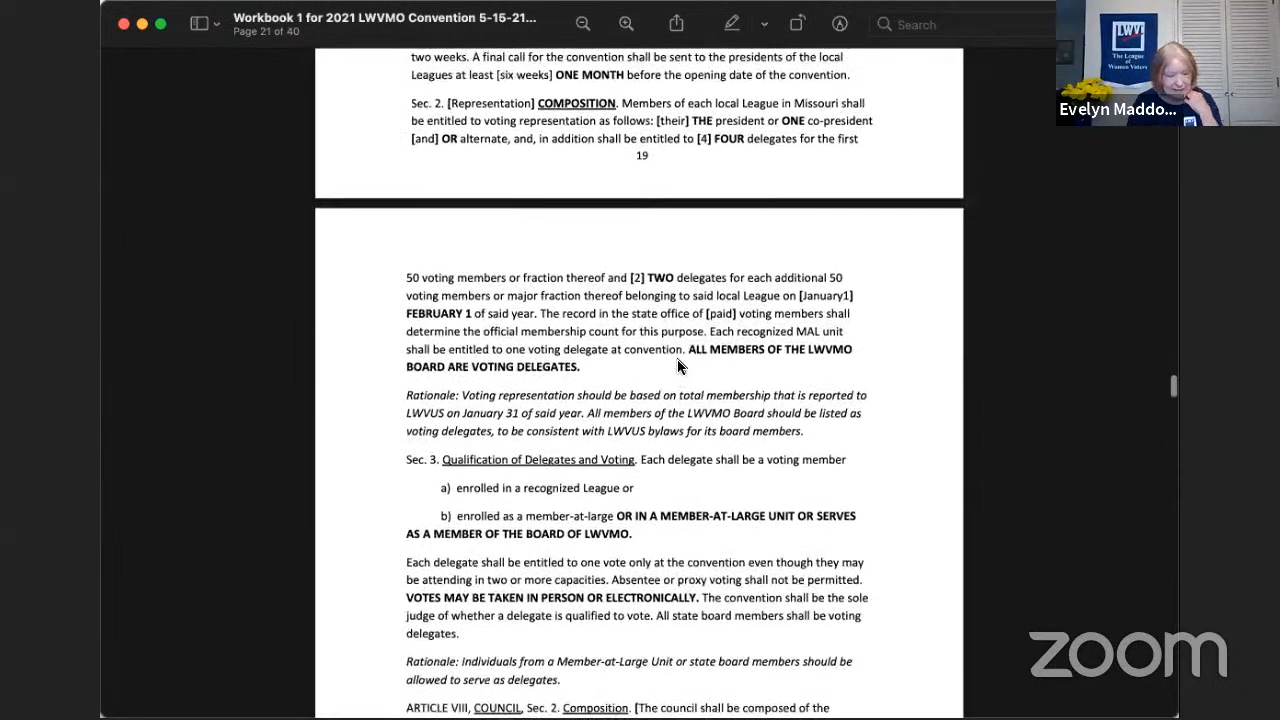 Workbook 1 for 2021 LWVMO Convention 5-15-21...
Page 21 of 40
Search
LWV
The League
of
Women Voters
Evelyn Maddo...
two weeks. A final call for the convention shall be sent to the presidents of the local
Leagues at least [six weeks] ONE MONTH before the opening date of the convention.
Sec. 2. [Representation] COMPOSITION. Members of each local League in Missouri shall
be entitled to voting representation as follows: [their] THE president or ONE co-president
[and] OR alternate, and, in addition shall be entitled to [4] FOUR delegates for the first
19
50 voting members or fraction thereof and [2] TWO delegates for each additional 50
voting members or major fraction thereof belonging to said local League on [January1]
FEBRUARY 1 of said year. The record in the state office of [paid] voting members shall
determine the official membership count for this purpose. Each recognized MAL unit
shall be entitled to one voting delegate at convention. ALL MEMBERS OF THE LWVMO
BOARD ARE VOTING DELEGATES.
Rationale: Voting representation should be based on total membership that is reported to
LWVUS on January 31 of said year. All members of the LWVMO Board should be listed as
voting delegates, to be consistent with LWVUS bylaws for its board members.
Sec. 3. Qualification of Delegates and Voting. Each delegate shall be a voting member
a) enrolled in a recognized League or
b) enrolled as a member-at-large OR IN A MEMBER-AT-LARGE UNIT OR SERVES
AS A MEMBER OF THE BOARD OF LWVMO.
Each delegate shall be entitled to one vote only at the convention even though they may
be attending in two or more capacities. Absentee or proxy voting shall not be permitted.
VOTES MAY BE TAKEN IN PERSON OR ELECTRONICALLY. The convention shall be the sole
judge of whether a delegate is qualified to vote. All state board members shall be voting
delegates.
Rationale: Individuals from a Member-at-Large Unit or state board members should be
allowed to serve as delegates.
ARTICLE VIII, COUNCIL, Sec. 2. Composition. [The council shall be composed of the
zoom